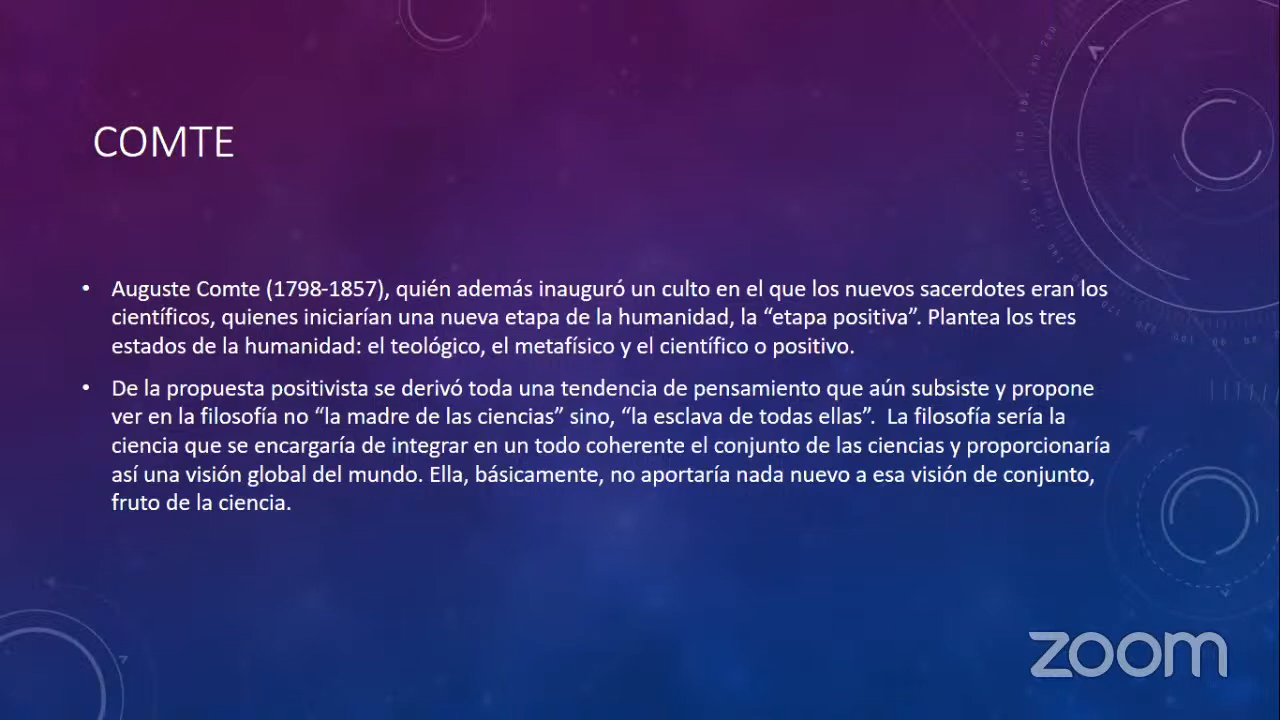 COMTE
• Auguste Comte (1798-1857), quién además inauguró un culto en el que los nuevos sacerdotes eran los
científicos, quienes iniciarían una nueva etapa de la humanidad, la “etapa positiva”. Plantea los tres
estados de la humanidad: el teológico, el metafísico y el científico o positivo.
• De la propuesta positivista se derivó toda una tendencia de pensamiento que aún subsiste y propone
ver en la filosofía no “la madre de las ciencias” sino, “la esclava de todas ellas”.  La filosofía sería la
ciencia que se encargaría de integrar en un todo coherente el conjunto de las ciencias y proporcionaría
así una visión global del mundo. Ella, básicamente, no aportaría nada nuevo a esa visión de conjunto,
fruto de la ciencia.
zoom